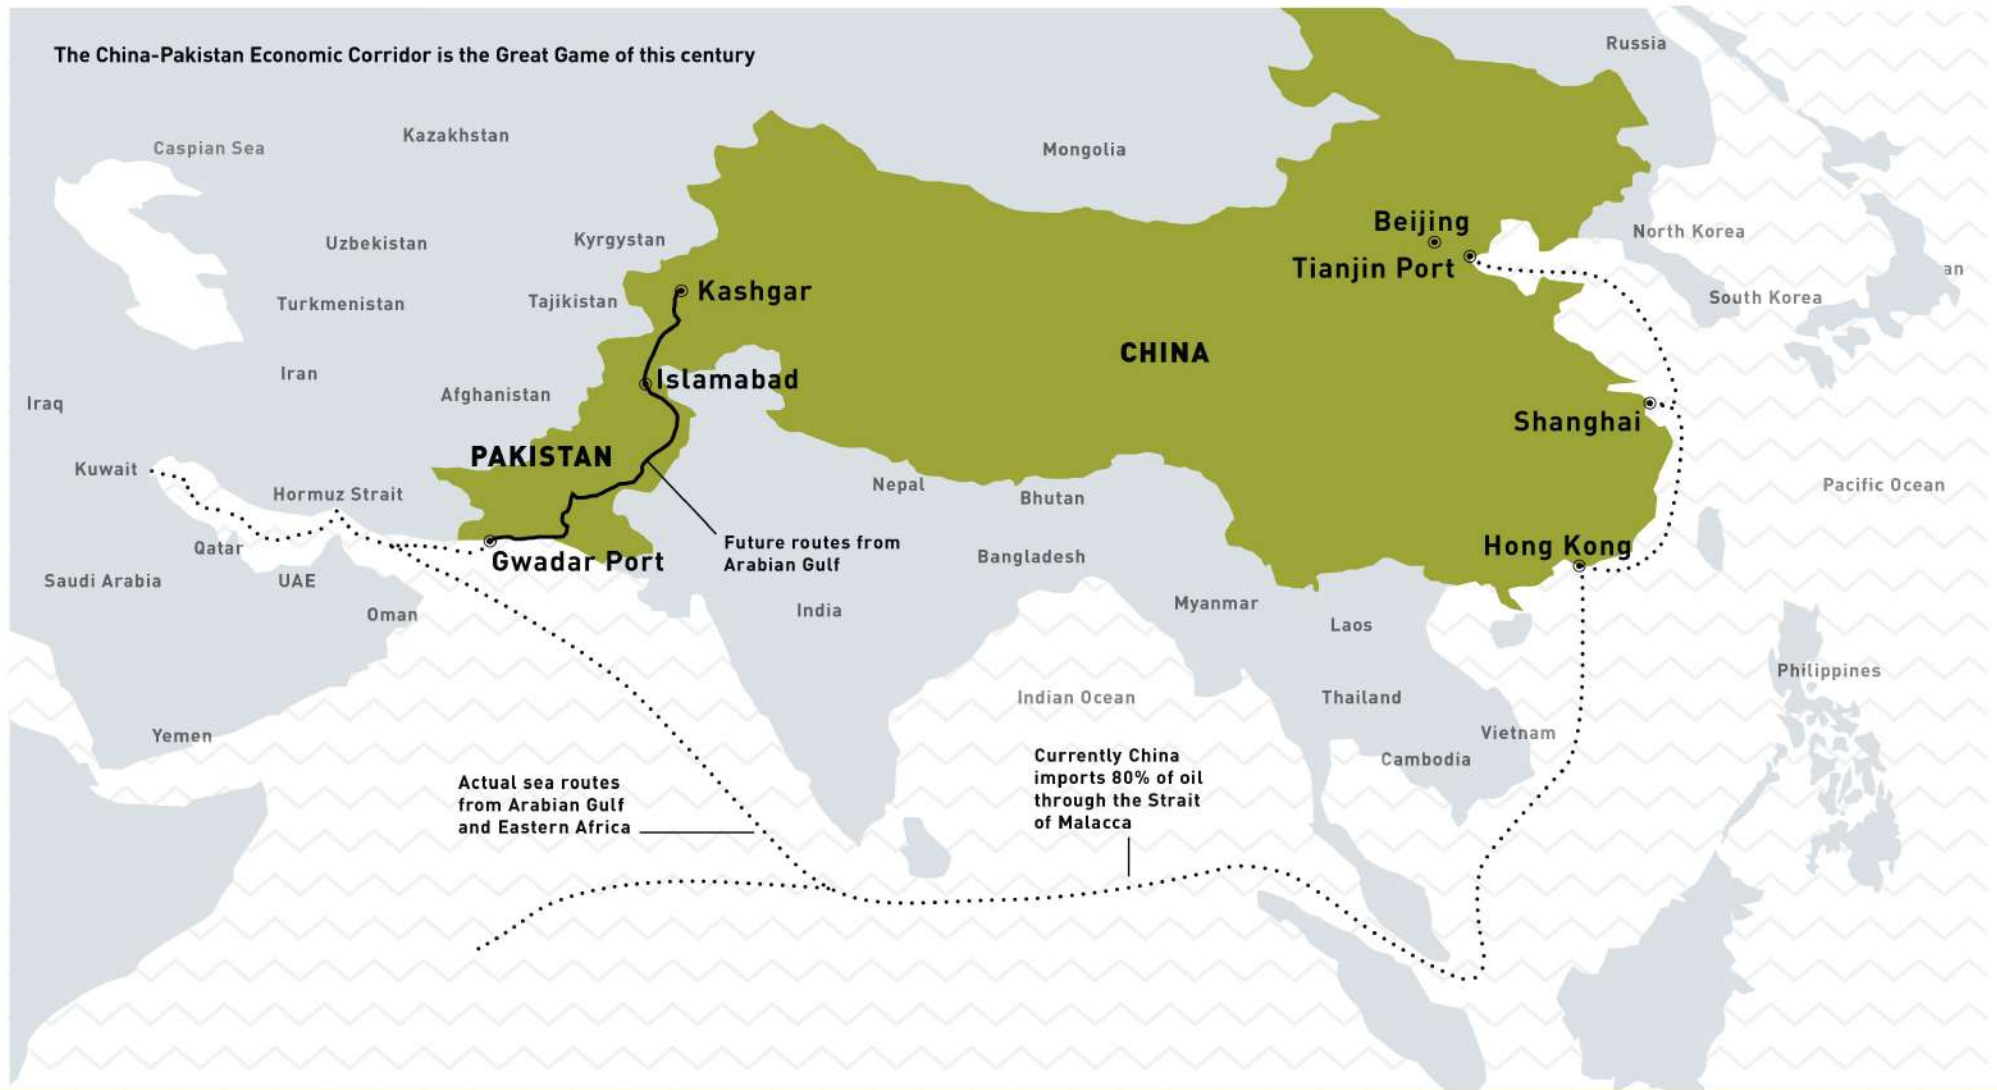 The China-Pakistan Economic Corridor is the Great Game of this century
Russia
Kazakhstan
Caspian Sea
Mongolia
Beijing
North Korea
Uzbekistan
Kyrgystan
Tianjin Port
an
Kashgar
Turkmenistan
Tajikistan
South Korea
CHINA
Iran
Islamabad
Afghanistan
Iraq
Shanghai
PAKISTAN
Kuwait
Nepal
Pacific Ocean
Hormuz Strait
Bhutan
Qatar
Future routes from
Arabian Gulf
Hong Kong
Gwadar Port
Bangladesh
Saudi Arabia
UAE
Oman
India
Myanmar
Laos
Philippines
Indian Ocean
Thailand
Yemen
Vietnam
Cambodia
Actual sea routes
from Arabian Gulf
and Eastern Africa
Currently China
imports 80% of oil
through the Strait
of Malacca